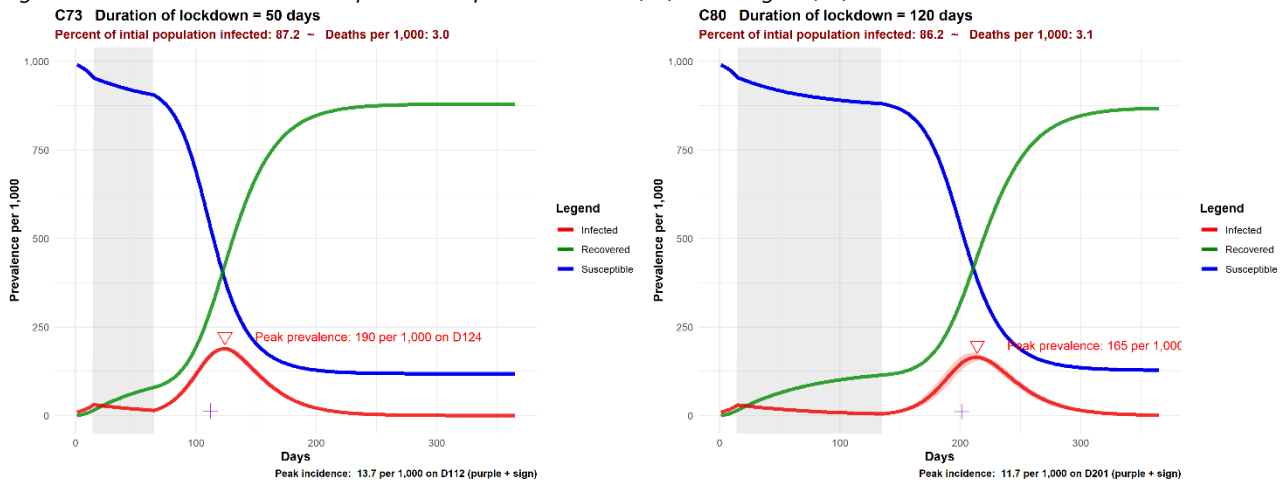 C73 Duration of lockdown = 50 days
Percent of intial population infected: 87.2 ~ Deaths per 1,000: 3.0
1,000
750
500
250
0
Prevalence per 1,000
Peak prevalence: 190 per 1,000 on D124
0 100 200 300
Days
Peak incidence: 13.7 per 1,000 on D112 (purple + sign)
Legend
Infected
Recovered
Susceptible
C80 Duration of lockdown = 120 days
Percent of intial population infected: 86.2 ~ Deaths per 1,000: 3.1
1,000
750
500
250
0
Prevalence per 1,000
Peak prevalence: 165 per 1,000
0 100 200 300
Days
Peak incidence: 11.7 per 1,000 on D201 (purple + sign)
Legend
Infected
Recovered
Susceptible